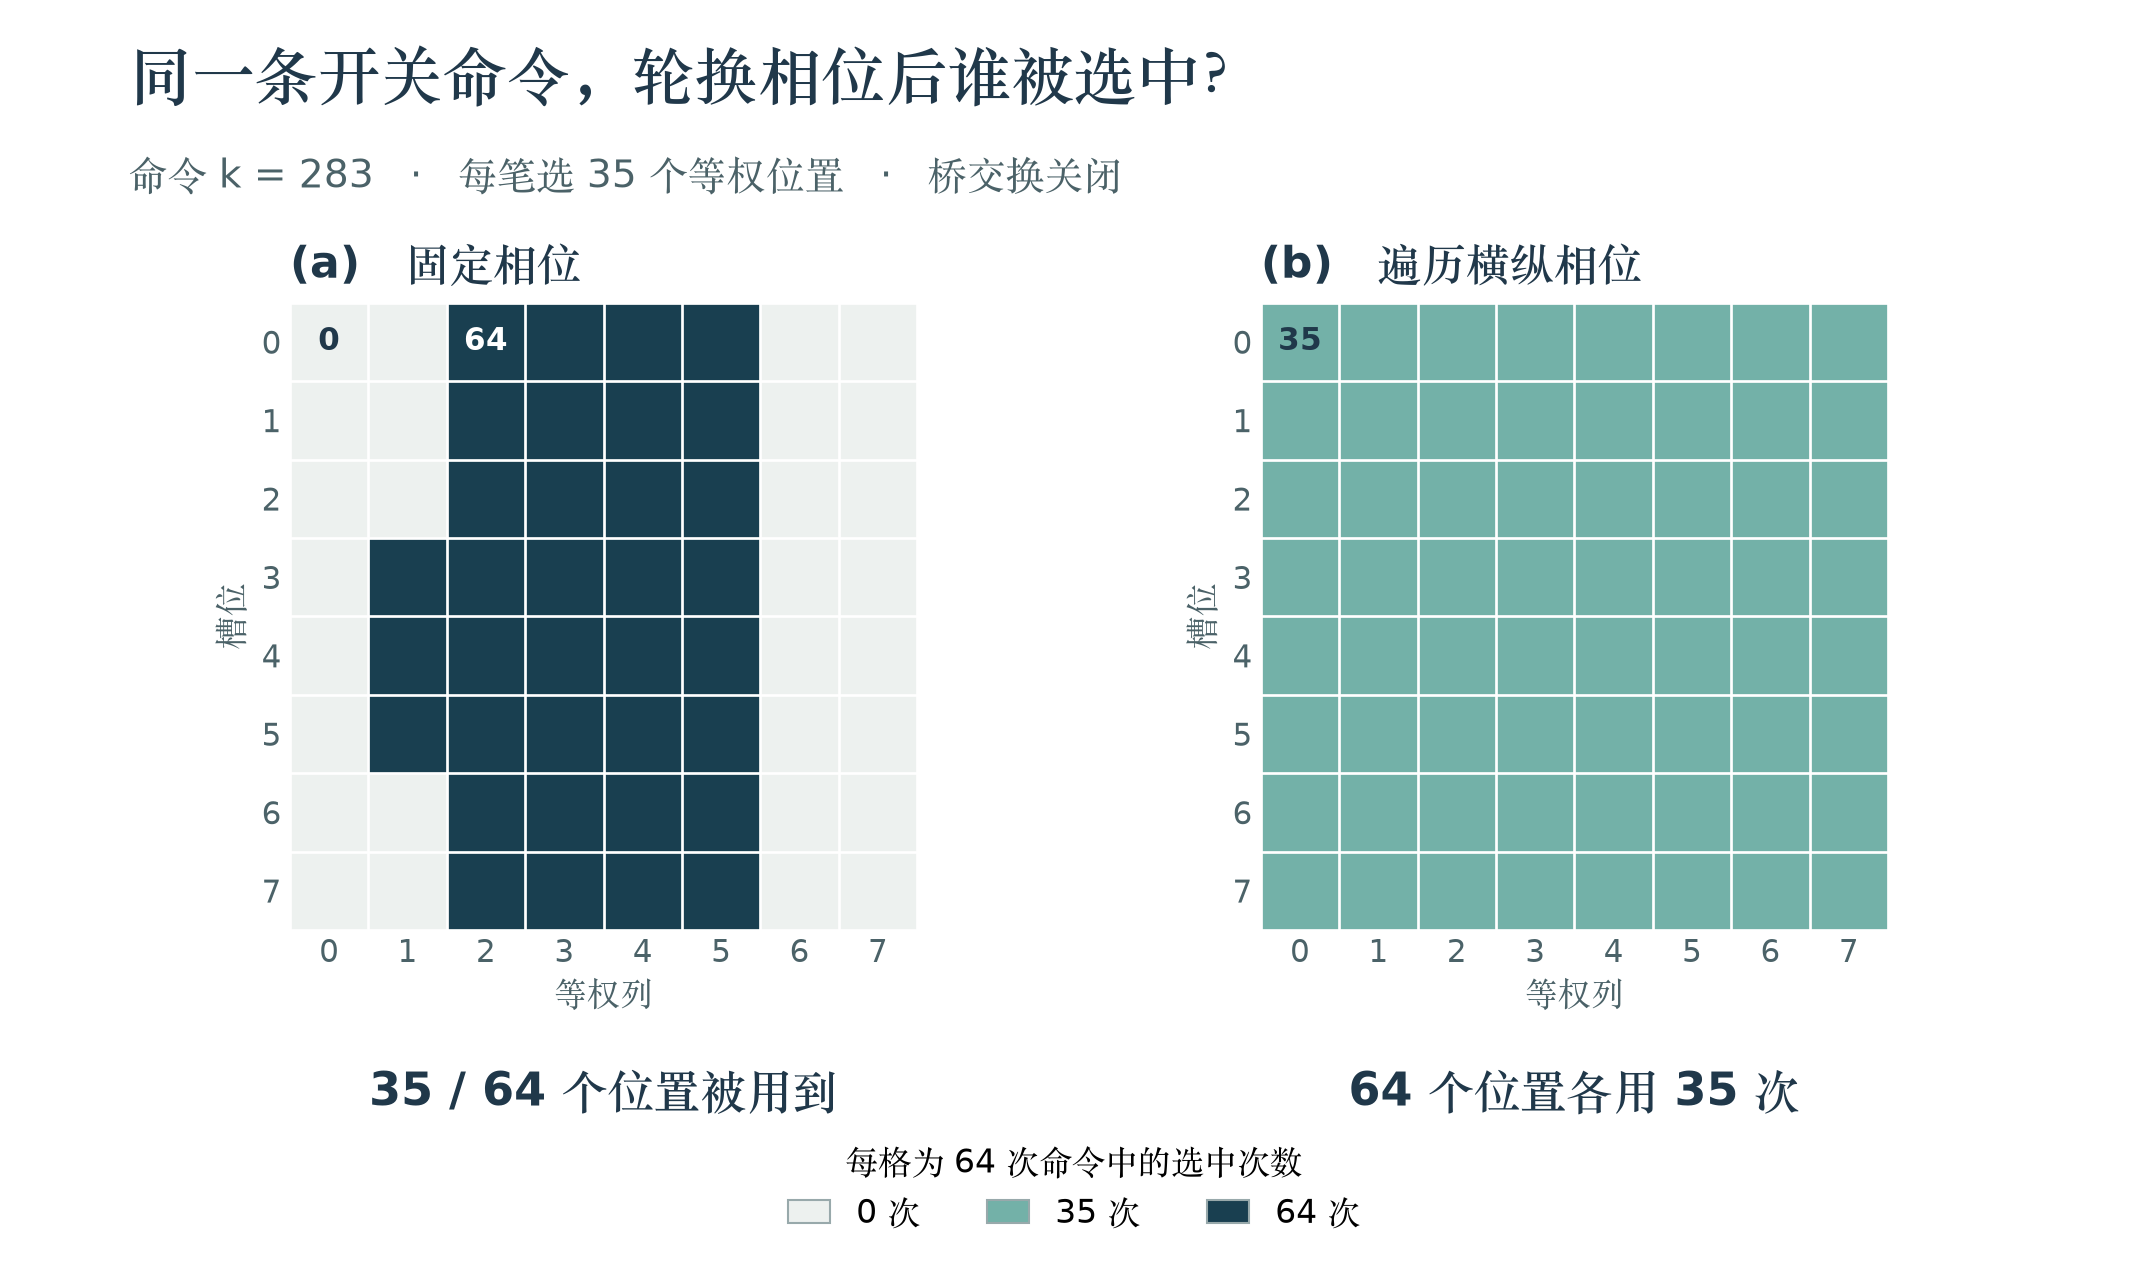 同一条开关命令，轮换相位后谁被选中?
命令 k = 283 · 每笔选 35 个等权位置 · 桥交换关闭
(a) 固定相位
0 64
0
1
2
3
4
5
6
7
槽位
0 1 2 3 4 5 6 7
等权列
35 / 64 个位置被用到
(b) 遍历横纵相位
35
0
1
2
3
4
5
6
7
槽位
0 1 2 3 4 5 6 7
等权列
64 个位置各用 35 次
每格为 64 次命令中的选中次数
0 次 35 次 64 次